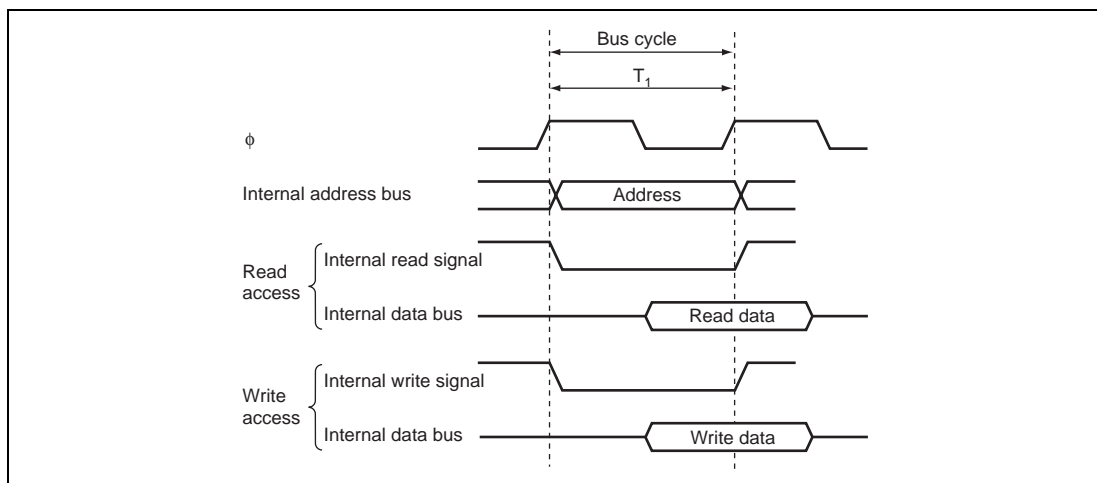 Bus cycle
T₁
ϕ
Internal address bus
Address
Read
access
Internal read signal
Internal data bus
Read data
Write
access
Internal write signal
Internal data bus
Write data